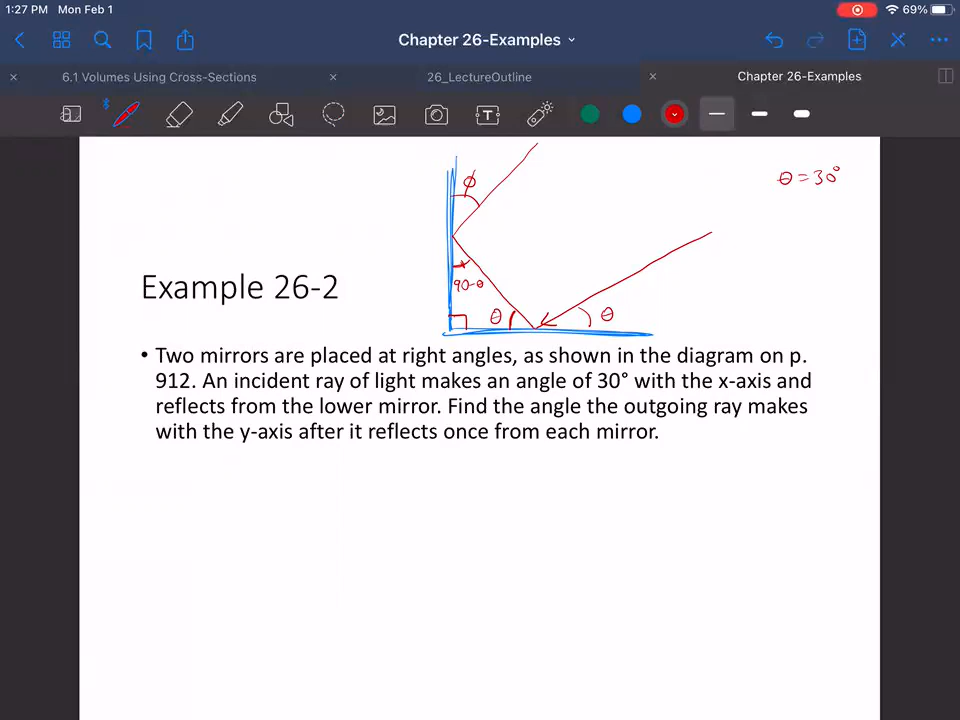 1:27 PM Mon Feb 1
69%
Chapter 26-Examples
6.1 Volumes Using Cross-Sections
26_LectureOutline
Chapter 26-Examples
T
ϕ
θ = 30°
90-θ
θ
θ
Example 26-2
• Two mirrors are placed at right angles, as shown in the diagram on p.
912. An incident ray of light makes an angle of 30° with the x-axis and
reflects from the lower mirror. Find the angle the outgoing ray makes
with the y-axis after it reflects once from each mirror.